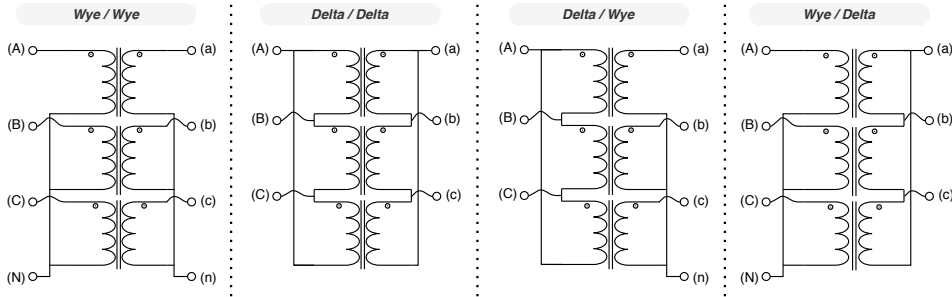 Wye / Wye
Delta / Delta
Delta / Wye
Wye / Delta
(A) (a)
(B) (b)
(C) (c)
(N) (n)
(A) (a)
(B) (b)
(C) (c)
(A) (a)
(B) (b)
(C) (c)
(n)
(A) (a)
(B) (b)
(C) (c)
(N)